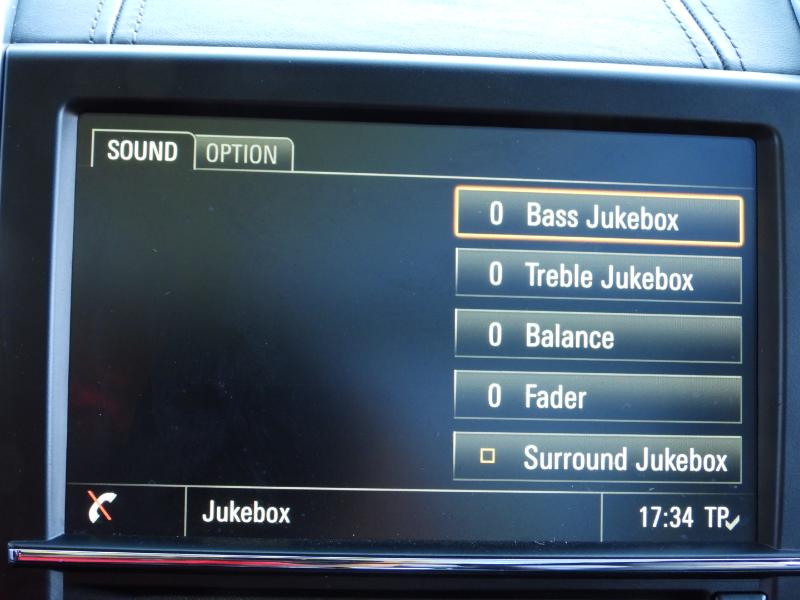 SOUND OPTION
0 Bass Jukebox
0 Treble Jukebox
0 Balance
0 Fader
Surround Jukebox
Jukebox 17:34 TP